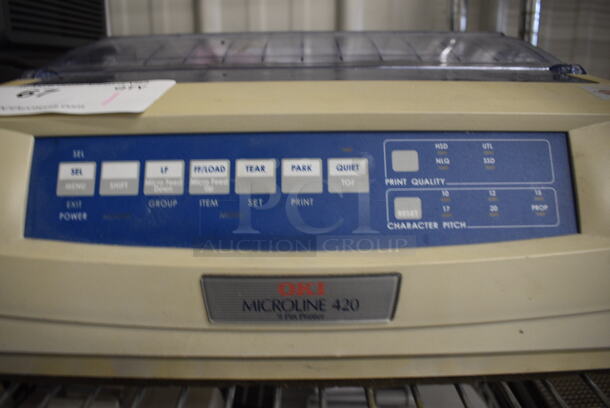 67
QTY
SEL
SEL
MENU
SHIFT
LF
Micro Feed
Down
FF/LOAD
Micro Feed
Up
TEAR
PARK
QUIET
TOF
EXIT
GROUP
ITEM
SET
PRINT
POWER
HSD
UTL
NLQ
SSD
PRINT QUALITY
RESET
10
12
15
17
20
PROP
CHARACTER PITCH
PCI
AUCTION GROUP
OKI
MICROLINE 420
9 Pin Printer